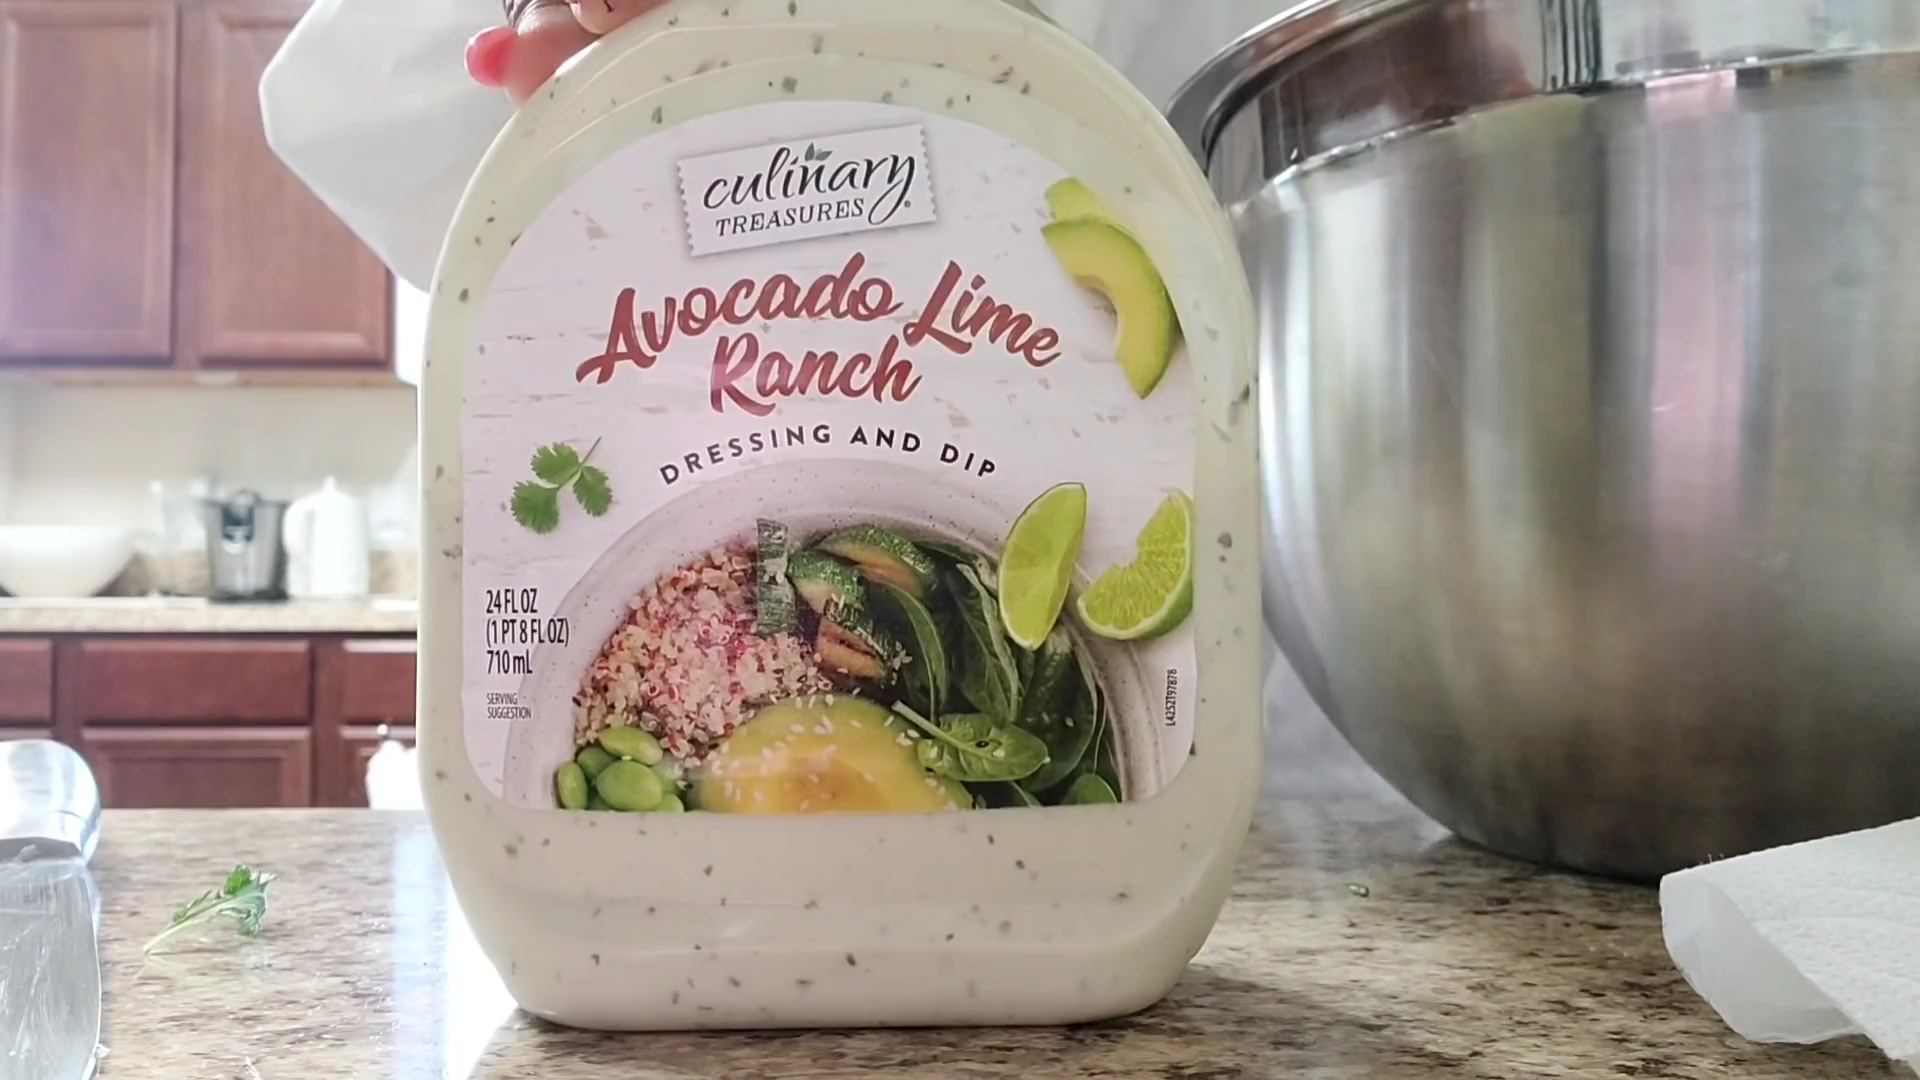 culinary
TREASURES
Avocado Lime
Ranch
DRESSING AND DIP
24 FL OZ
(1 PT 8 FL OZ)
710 mL
SERVING
SUGGESTION
L4252T97878